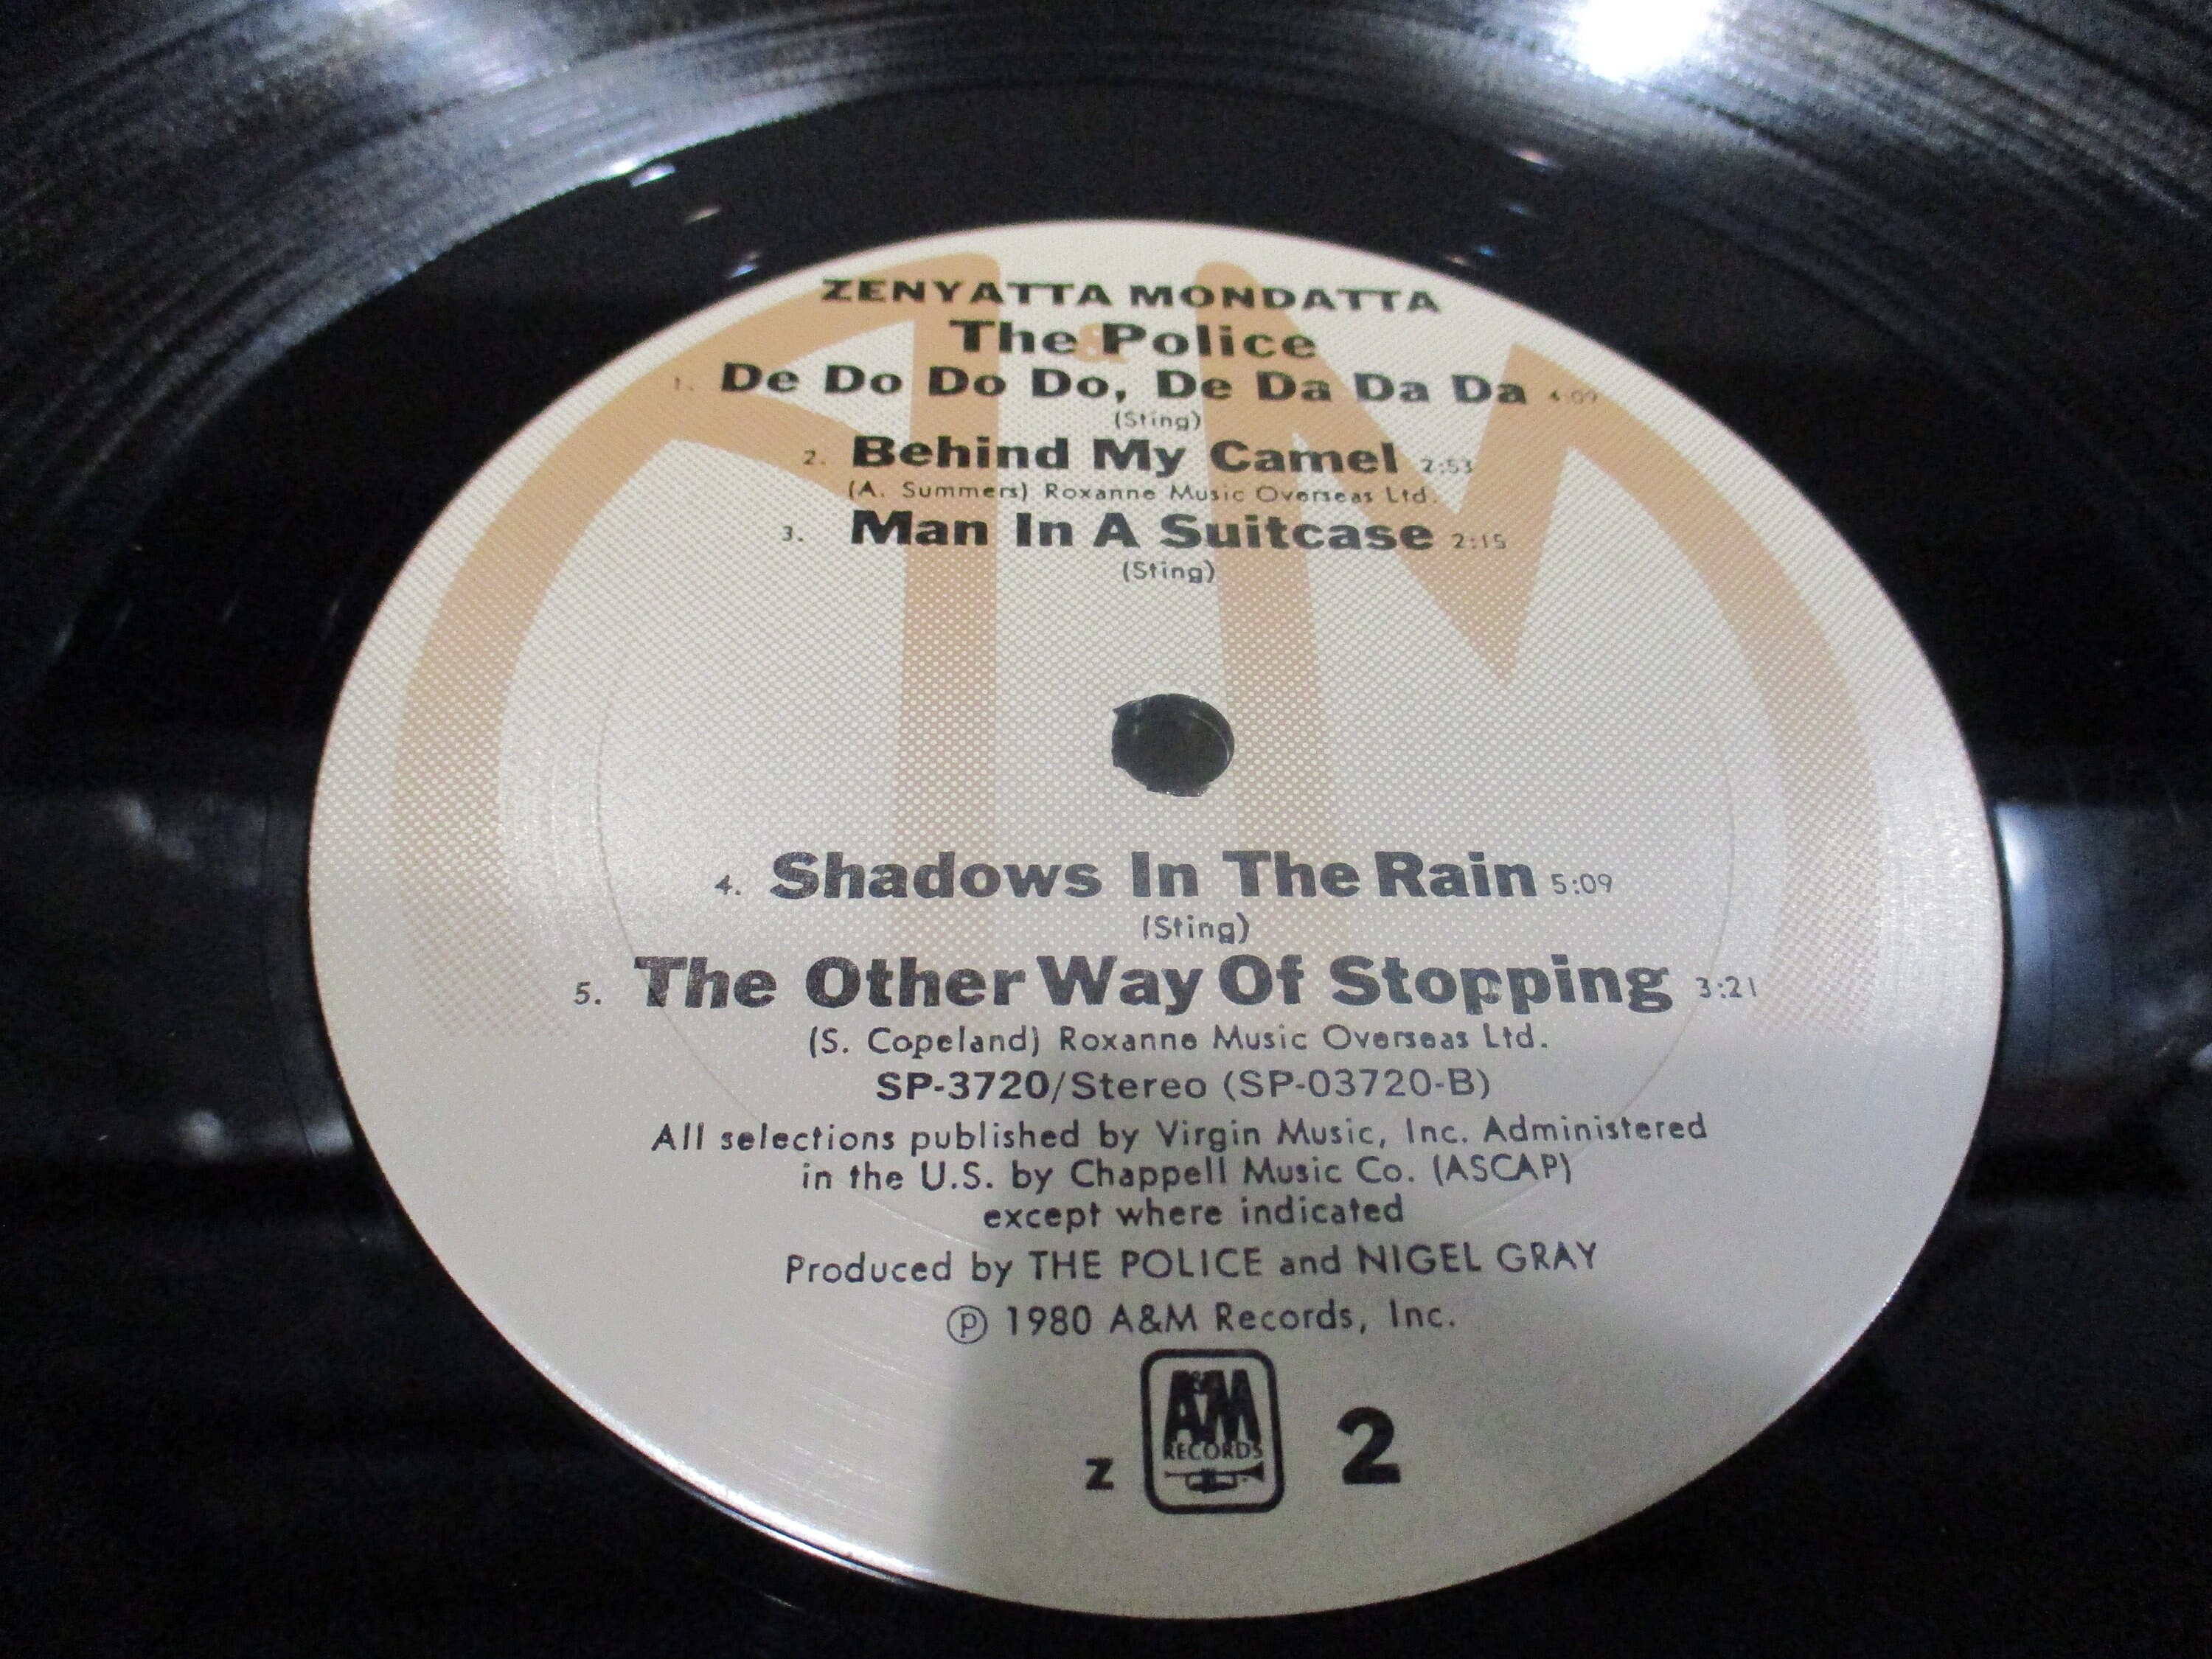 ZENYATTA MONDATTA
The Police
1. De Do Do Do, De Da Da Da 4:09
(Sting)
2. Behind My Camel 2:53
(A. Summers) Roxanne Music Overseas Ltd.
3. Man In A Suitcase 2:15
(Sting)
4. Shadows In The Rain 5:09
(Sting)
5. The Other Way Of Stopping 3:21
(S. Copeland) Roxanne Music Overseas Ltd.
SP-3720/Stereo (SP-03720-B)
All selections published by Virgin Music, Inc. Administered
in the U.S. by Chappell Music Co. (ASCAP)
except where indicated
Produced by THE POLICE and NIGEL GRAY
℗ 1980 A&M Records, Inc.
A&M
RECORDS
z 2